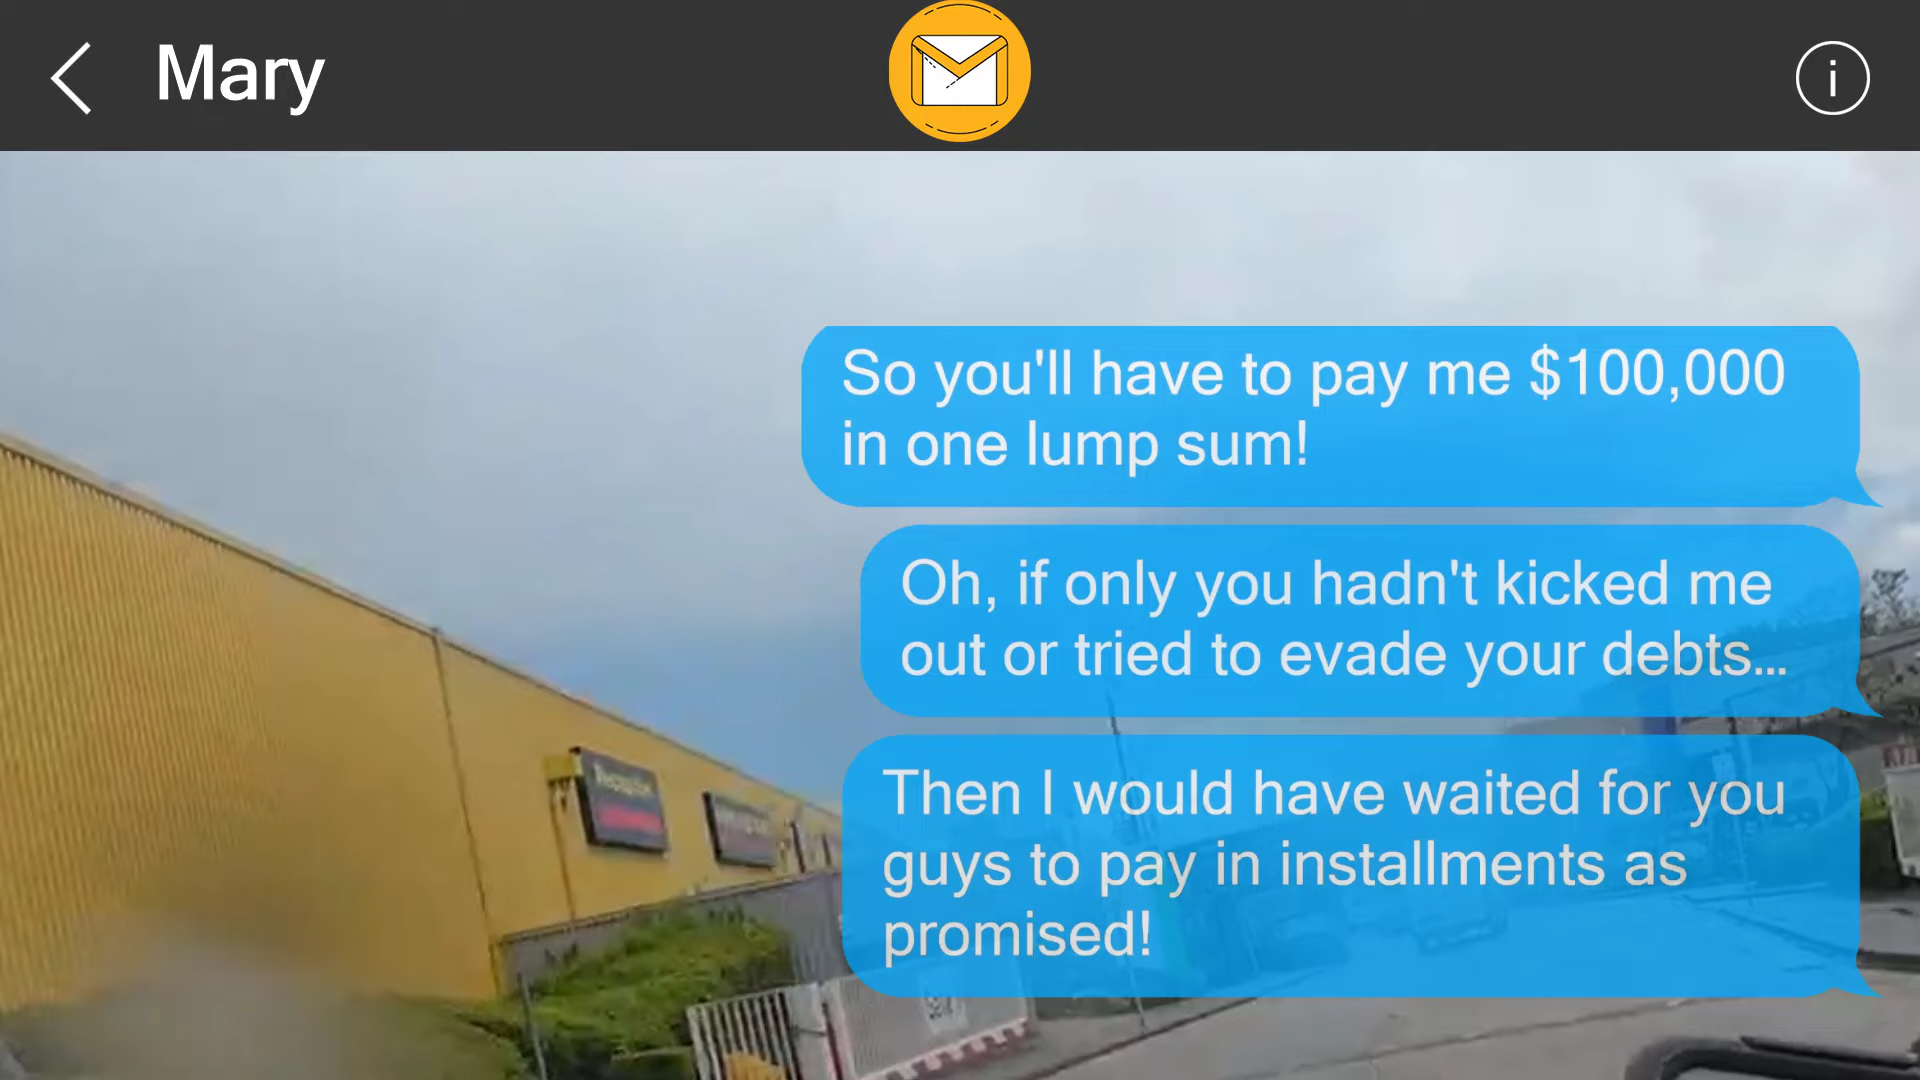 Mary
So you'll have to pay me $100,000
in one lump sum!
Oh, if only you hadn't kicked me
out or tried to evade your debts...
Then I would have waited for you
guys to pay in installments as
promised!